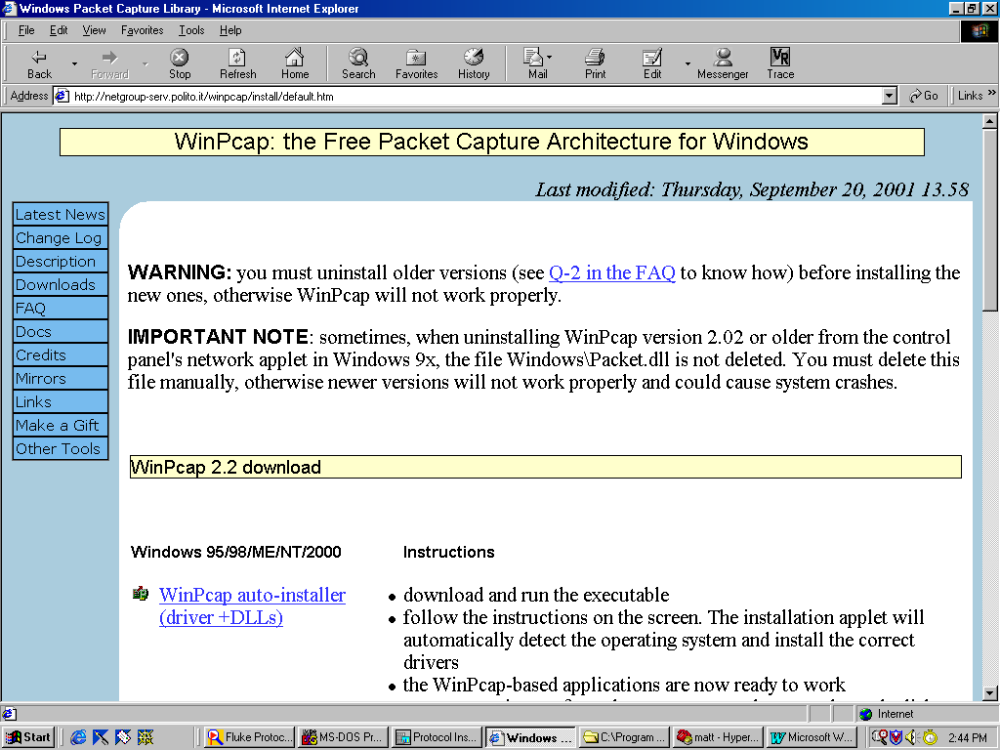 Windows Packet Capture Library - Microsoft Internet Explorer
File Edit View Favorites Tools Help
Back Forward Stop Refresh Home Search Favorites History Mail Print Edit Messenger Trace
Address http://netgroup-serv.polito.it/winpcap/install/default.htm Go Links »
WinPcap: the Free Packet Capture Architecture for Windows
Last modified: Thursday, September 20, 2001 13.58
Latest News
Change Log
Description
Downloads
FAQ
Docs
Credits
Mirrors
Links
Make a Gift
Other Tools
WARNING: you must uninstall older versions (see Q-2 in the FAQ to know how) before installing the
new ones, otherwise WinPcap will not work properly.
IMPORTANT NOTE: sometimes, when uninstalling WinPcap version 2.02 or older from the control
panel's network applet in Windows 9x, the file Windows\Packet.dll is not deleted. You must delete this
file manually, otherwise newer versions will not work properly and could cause system crashes.
WinPcap 2.2 download
Windows 95/98/ME/NT/2000
WinPcap auto-installer
(driver +DLLs)
Instructions
• download and run the executable
• follow the instructions on the screen. The installation applet will
automatically detect the operating system and install the correct
drivers
• the WinPcap-based applications are now ready to work
Internet
Start Fluke Protoc... MS-DOS Pr... Protocol Ins... Windows ... C:\Program ... matt - Hyper... Microsoft W... 2:44 PM